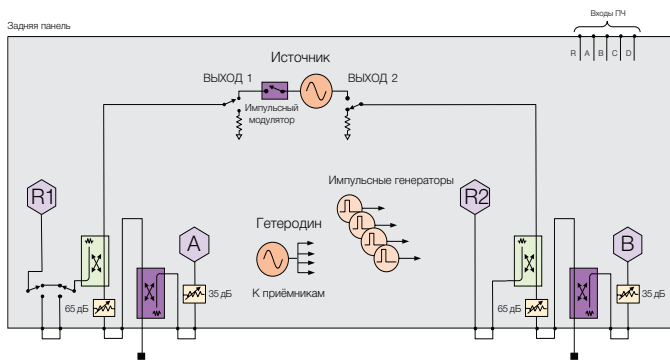 Задняя панель
Входы ПЧ
R A B C D
Источник
ВЫХОД 1
ВЫХОД 2
Импульсный
модулятор
R1
A
Импульсные генераторы
R2
B
Гетеродин
К приёмникам
65 дБ
35 дБ
65 дБ
35 дБ